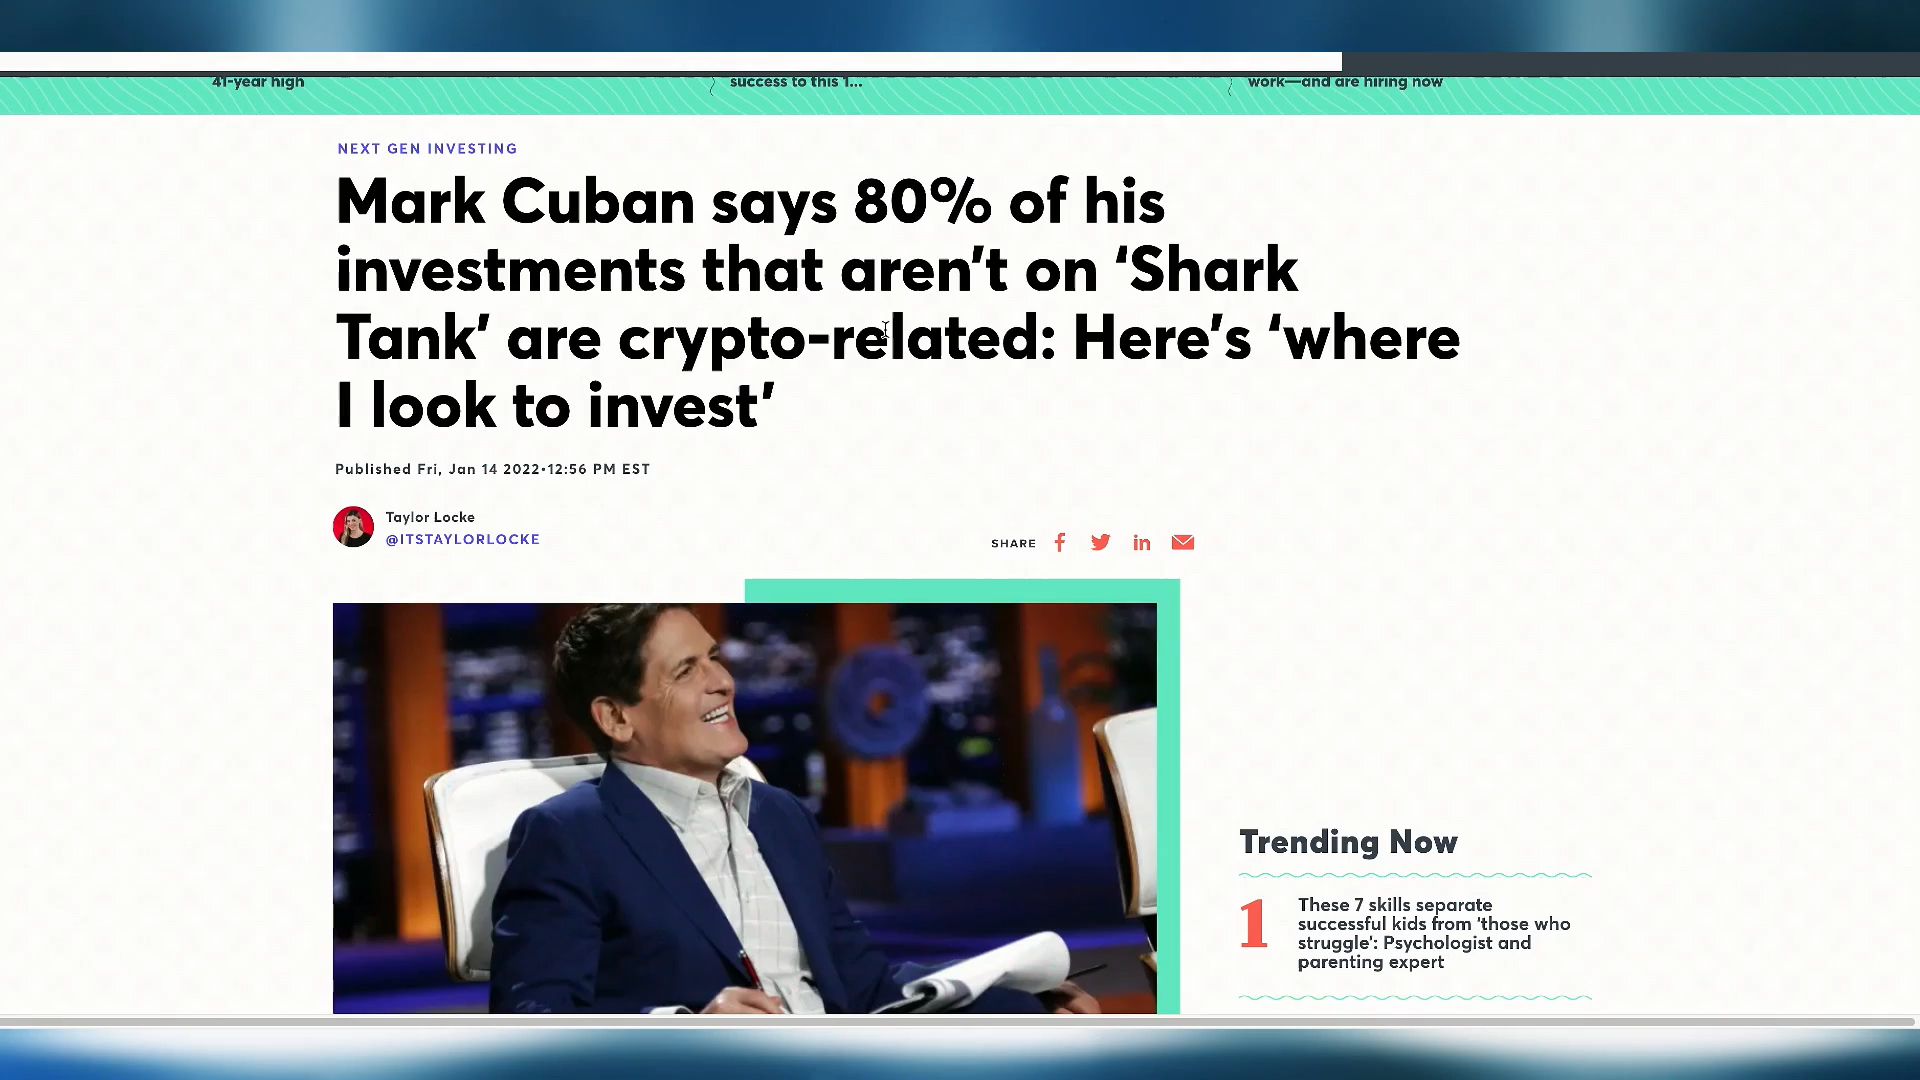 41-year high
success to this 1...
work—and are hiring now
NEXT GEN INVESTING
Mark Cuban says 80% of his
investments that aren’t on ‘Shark
Tank’ are crypto-related: Here’s ‘where
I look to invest’
Published Fri, Jan 14 2022•12:56 PM EST
Taylor Locke
@ITSTAYLORLOCKE
SHARE
Trending Now
1
These 7 skills separate
successful kids from ‘those who
struggle’: Psychologist and
parenting expert